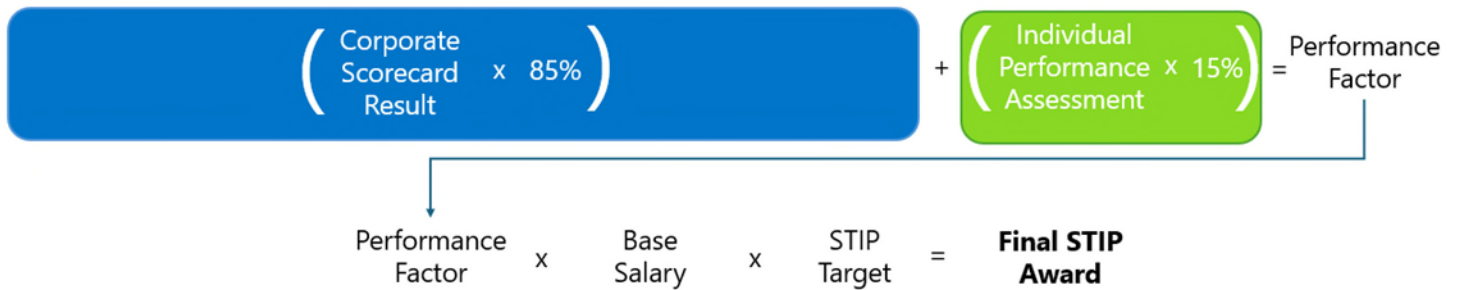 ( Corporate Scorecard Result x 85% ) + ( Individual Performance Assessment x 15% ) = Performance Factor
Performance Factor x Base Salary x STIP Target = Final STIP Award